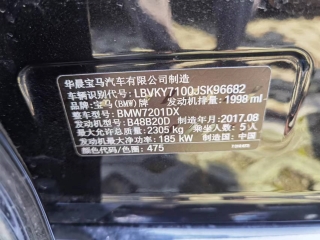 华晨宝马汽车有限公司制造
车辆识别代号: LBVKY7100JSK96682
品牌:宝马(BMW)牌 发动机排量: 1998 ml
整车型号: BMW7201DX
发动机型号: B48B20D 制造年月: 2017.08
最大允许总质量: 2305 kg 乘坐人数: 5人
最大净功率: 185 kW 制造国: 中国
颜色代码/色圈: 475